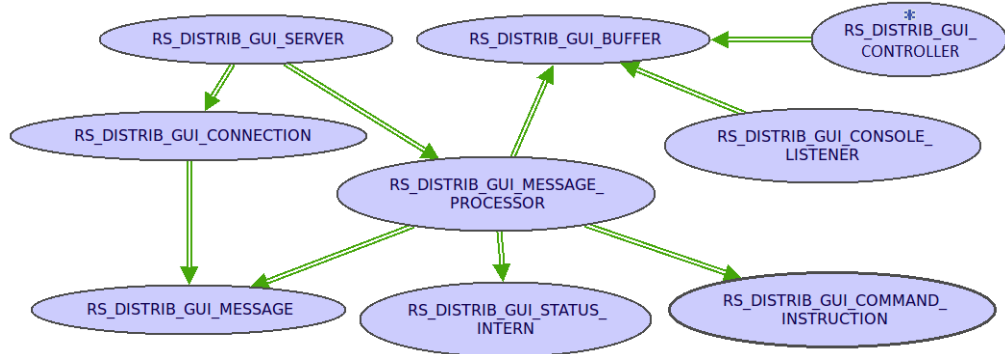 RS_DISTRIB_GUI_SERVER
RS_DISTRIB_GUI_BUFFER
*
RS_DISTRIB_GUI_
CONTROLLER
RS_DISTRIB_GUI_CONNECTION
RS_DISTRIB_GUI_CONSOLE_
LISTENER
RS_DISTRIB_GUI_MESSAGE_
PROCESSOR
RS_DISTRIB_GUI_MESSAGE
RS_DISTRIB_GUI_STATUS_
INTERN
RS_DISTRIB_GUI_COMMAND_
INSTRUCTION